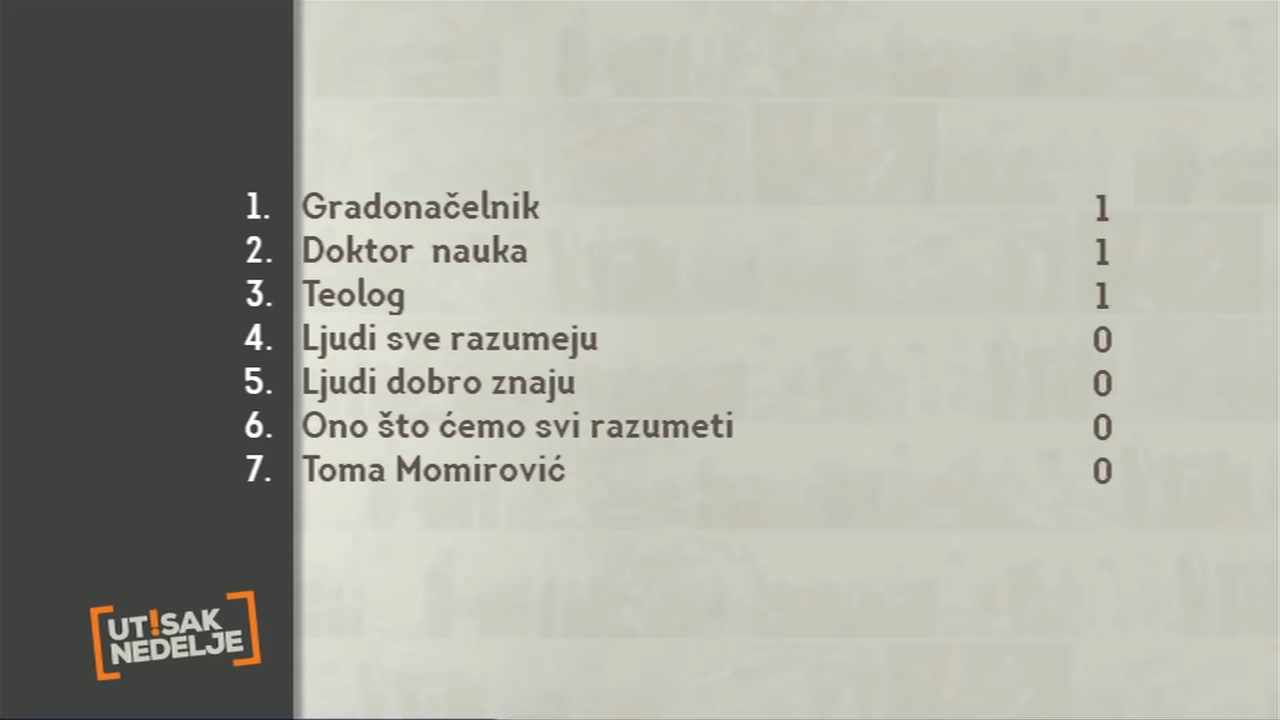 1. Gradonačelnik 1
2. Doktor nauka 1
3. Teolog 1
4. Ljudi sve razumeju 0
5. Ljudi dobro znaju 0
6. Ono što ćemo svi razumeti 0
7. Toma Momirović 0
UT!SAK
NEDELJE